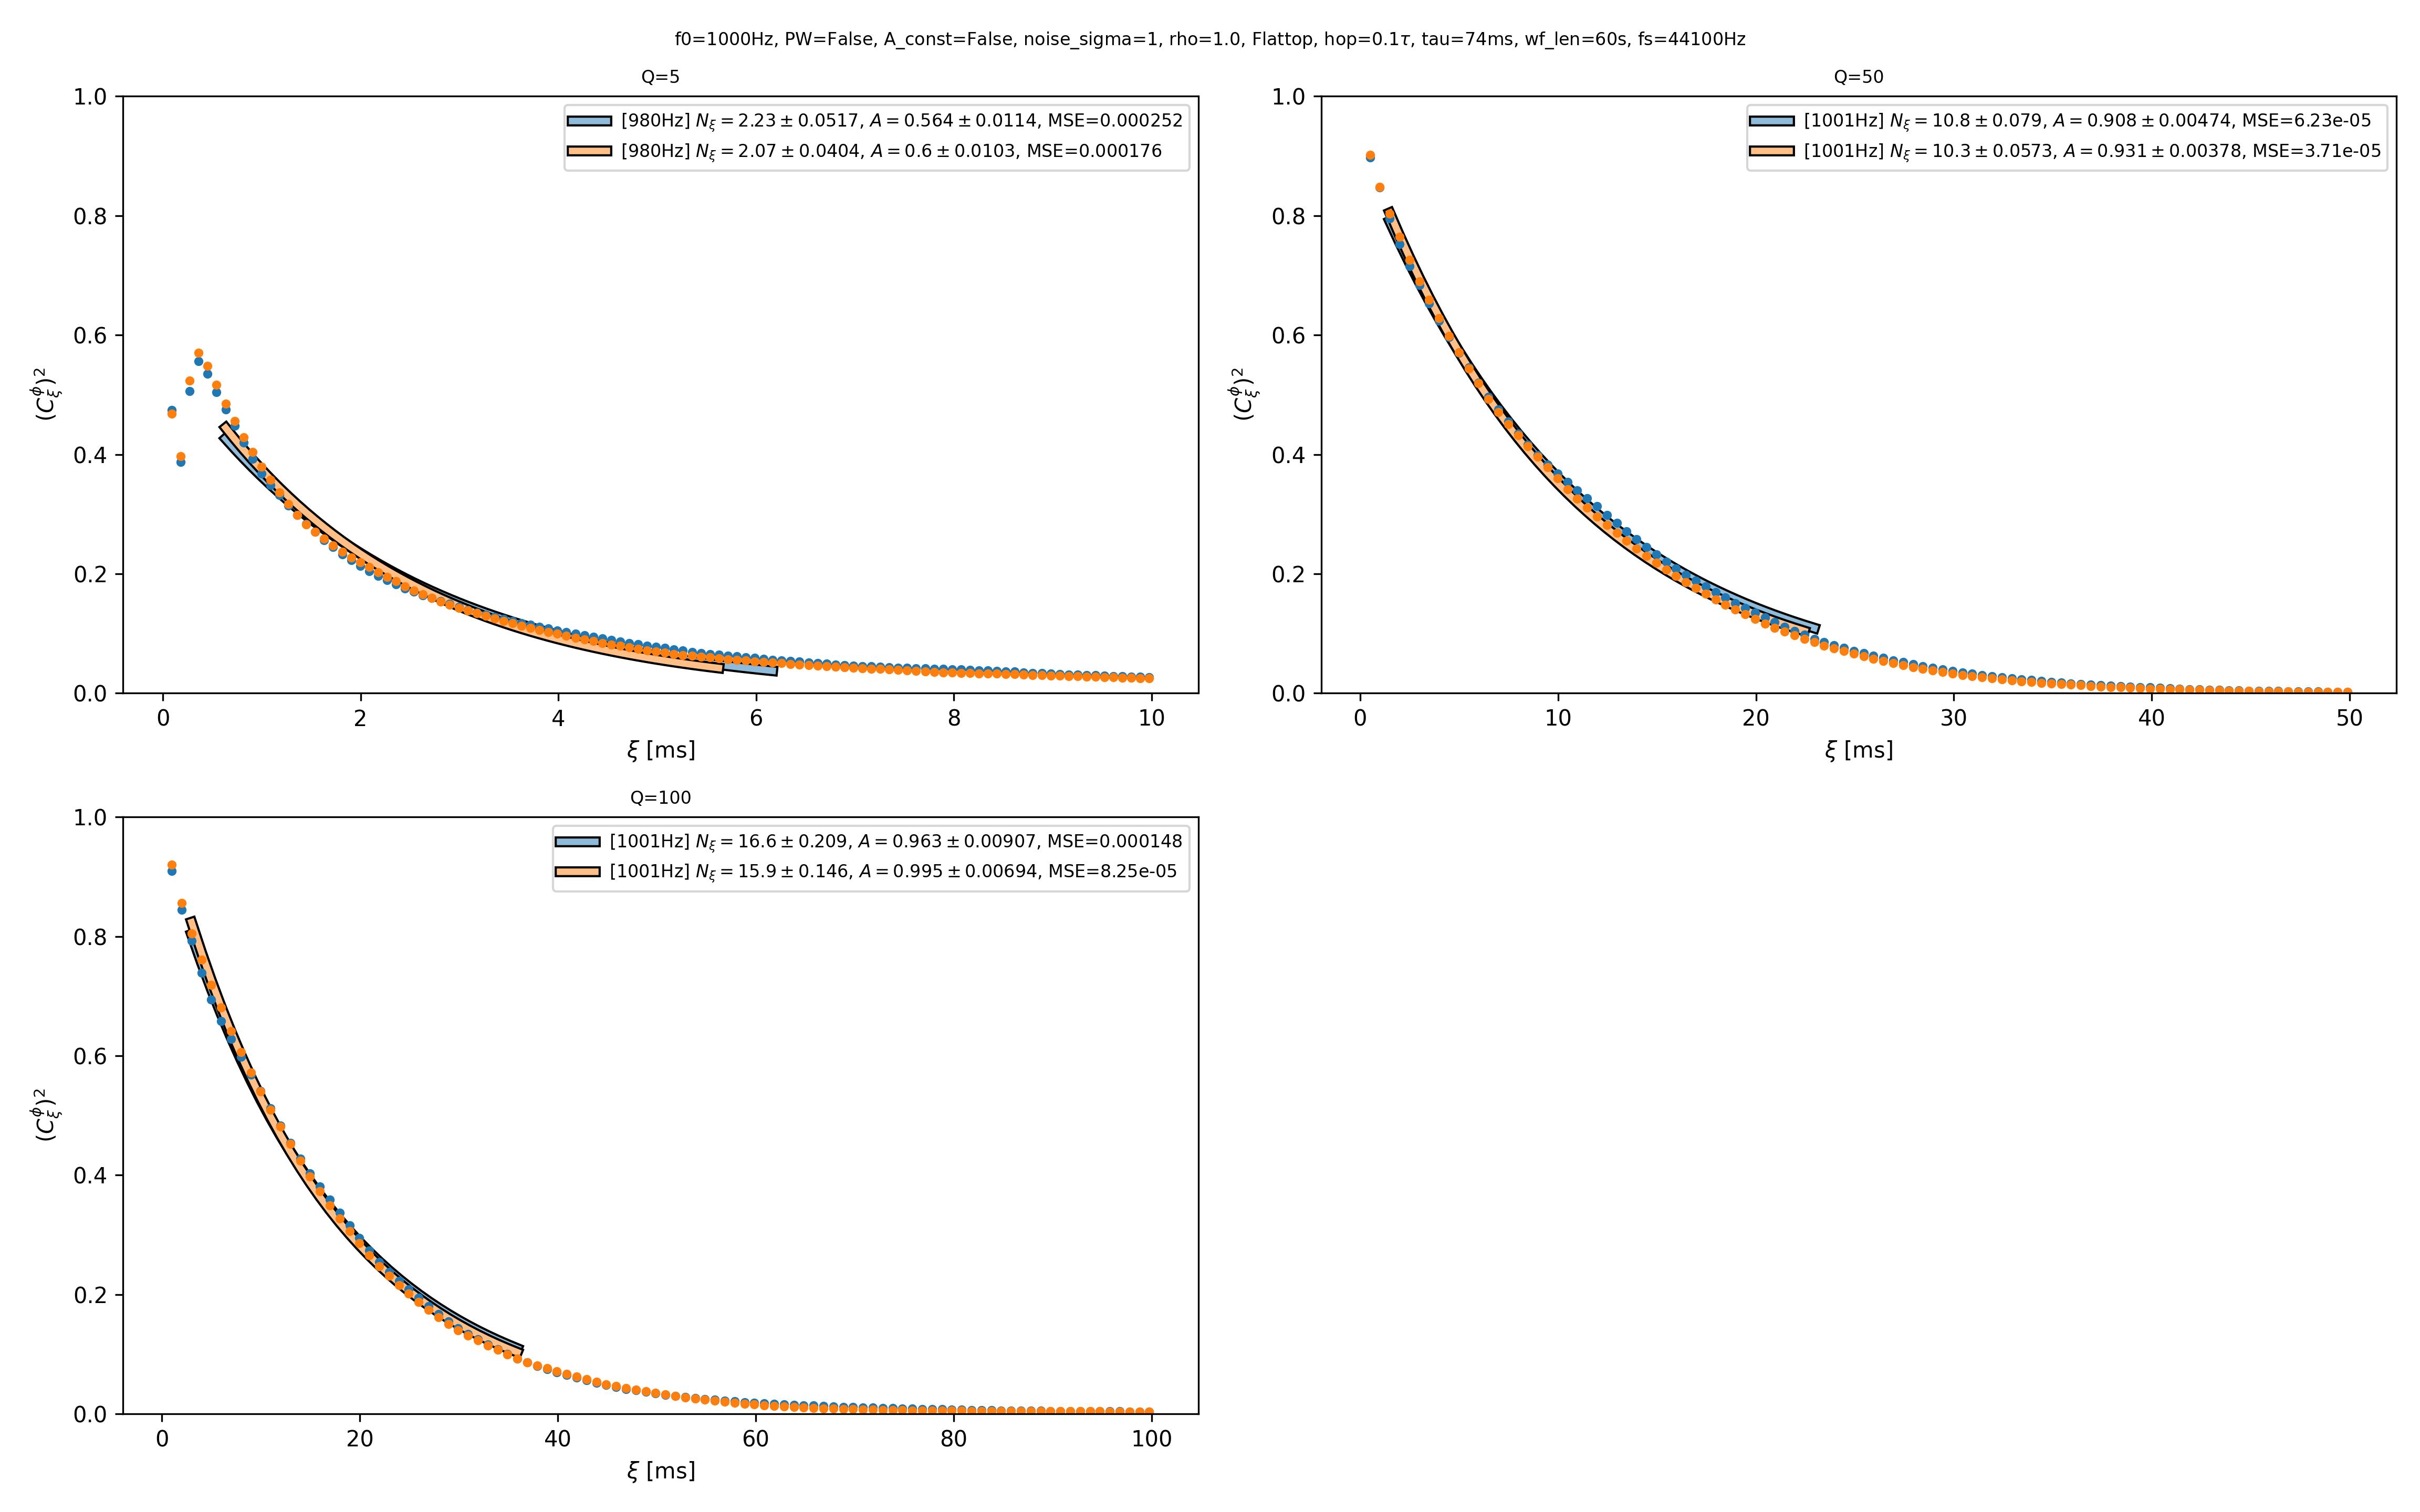 f0=1000Hz, PW=False, A_const=False, noise_sigma=1, rho=1.0, Flattop, hop=0.1τ, tau=74ms, wf_len=60s, fs=44100Hz
Q=5
1.0
0.8
0.6
0.4
0.2
0.0
(C_ξ^ϕ)²
[980Hz] N_ξ = 2.23 ± 0.0517, A = 0.564 ± 0.0114, MSE=0.000252
[980Hz] N_ξ = 2.07 ± 0.0404, A = 0.6 ± 0.0103, MSE=0.000176
0 2 4 6 8 10
ξ [ms]
Q=50
1.0
0.8
0.6
0.4
0.2
0.0
(C_ξ^ϕ)²
[1001Hz] N_ξ = 10.8 ± 0.079, A = 0.908 ± 0.00474, MSE=6.23e-05
[1001Hz] N_ξ = 10.3 ± 0.0573, A = 0.931 ± 0.00378, MSE=3.71e-05
0 10 20 30 40 50
ξ [ms]
Q=100
1.0
0.8
0.6
0.4
0.2
0.0
(C_ξ^ϕ)²
[1001Hz] N_ξ = 16.6 ± 0.209, A = 0.963 ± 0.00907, MSE=0.000148
[1001Hz] N_ξ = 15.9 ± 0.146, A = 0.995 ± 0.00694, MSE=8.25e-05
0 20 40 60 80 100
ξ [ms]